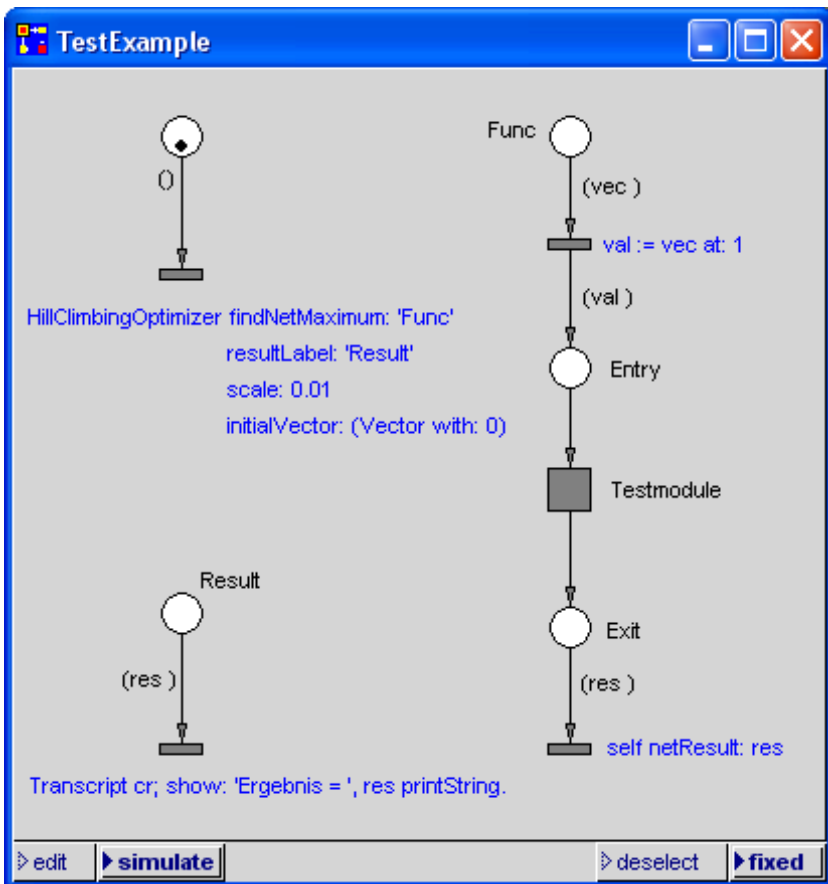 TestExample
Func
()
(vec )
val := vec at: 1
(val )
HillClimbingOptimizer findNetMaximum: 'Func'
resultLabel: 'Result'
scale: 0.01
initialVector: (Vector with: 0)
Entry
Testmodule
Result
Exit
(res )
(res )
self netResult: res
Transcript cr; show: 'Ergebnis = ', res printString.
edit
simulate
deselect
fixed